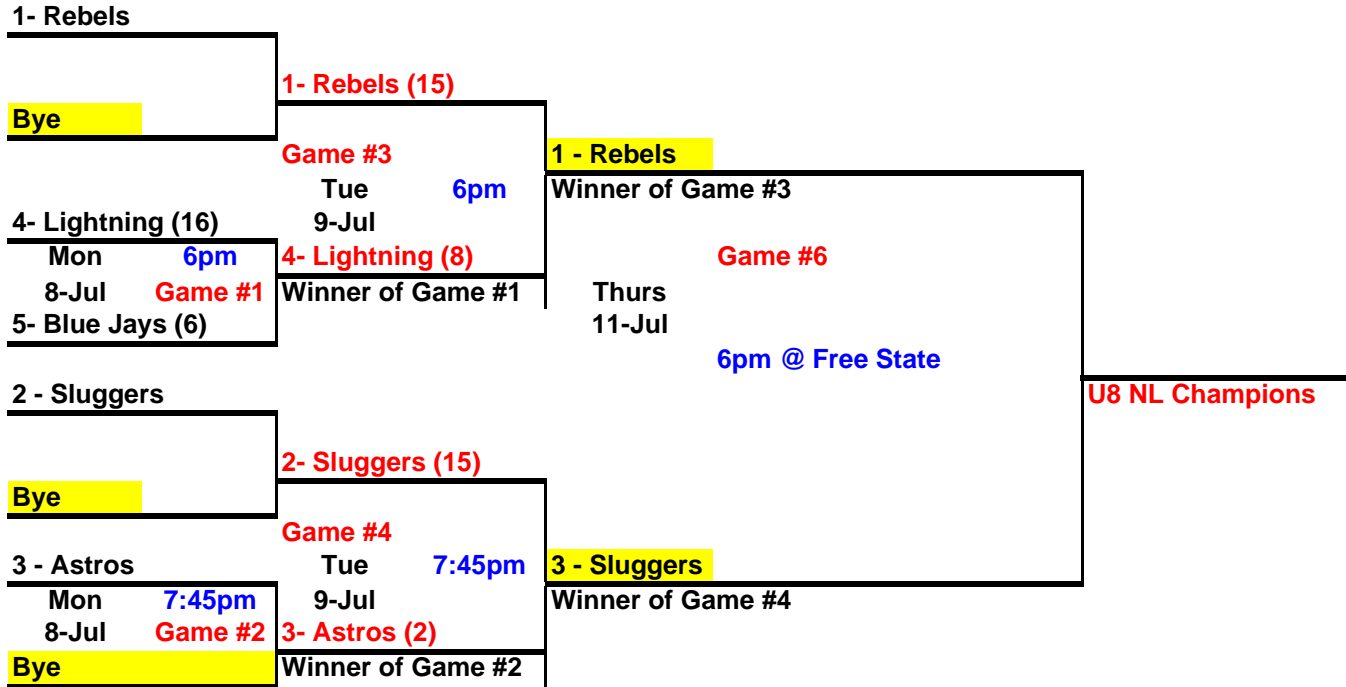 1- Rebels
1- Rebels (15)
Bye
Game #3 1 - Rebels
Tue 6pm Winner of Game #3
4- Lightning (16) 9-Jul
Mon 6pm 4- Lightning (8) Game #6
8-Jul Game #1 Winner of Game #1 Thurs
5- Blue Jays (6) 11-Jul
6pm @ Free State
2 - Sluggers U8 NL Champions
2- Sluggers (15)
Bye
Game #4
3 - Astros Tue 7:45pm 3 - Sluggers
Mon 7:45pm 9-Jul Winner of Game #4
8-Jul Game #2 3- Astros (2)
Bye Winner of Game #2